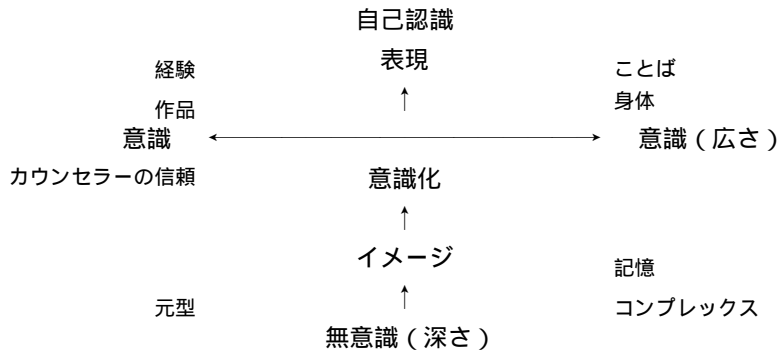 自己認識
表現
経験
ことば
作品
身体
意識
意識(広さ)
カウンセラーの信頼
意識化
イメージ
記憶
元型
コンプレックス
無意識(深さ)